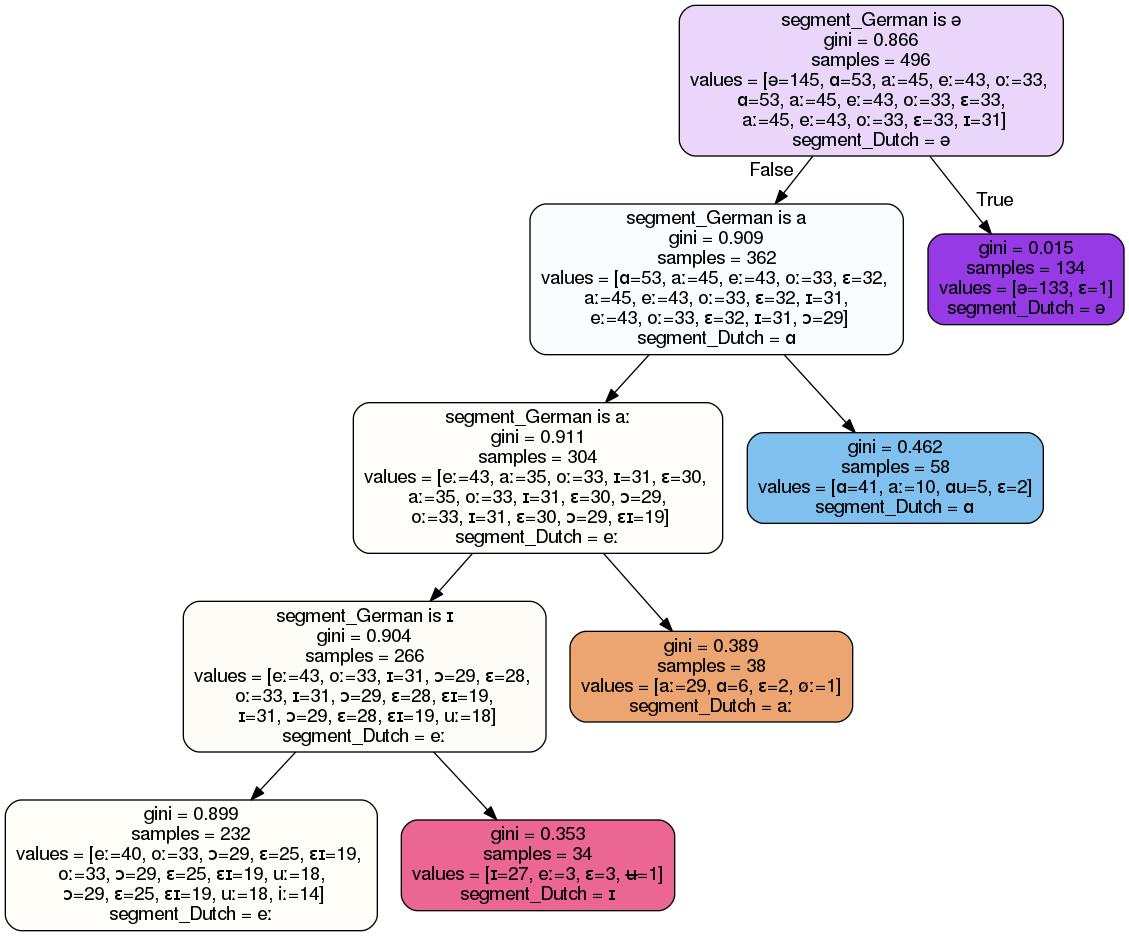 segment_German is ə
gini = 0.866
samples = 496
values = [ə=145, ɑ=53, aː=45, eː=43, oː=33,
ɑ=53, aː=45, eː=43, oː=33, ɛ=33,
aː=45, eː=43, oː=33, ɛ=33, ɪ=31]
segment_Dutch = ə
False
True
segment_German is a
gini = 0.909
samples = 362
values = [ɑ=53, aː=45, eː=43, oː=33, ɛ=32,
aː=45, eː=43, oː=33, ɛ=32, ɪ=31,
eː=43, oː=33, ɛ=32, ɪ=31, ɔ=29]
segment_Dutch = ɑ
gini = 0.015
samples = 134
values = [ə=133, ɛ=1]
segment_Dutch = ə
segment_German is aː
gini = 0.911
samples = 304
values = [eː=43, aː=35, oː=33, ɪ=31, ɛ=30,
aː=35, oː=33, ɪ=31, ɛ=30, ɔ=29,
oː=33, ɪ=31, ɛ=30, ɔ=29, ɛɪ=19]
segment_Dutch = eː
gini = 0.462
samples = 58
values = [ɑ=41, aː=10, ɑu=5, ɛ=2]
segment_Dutch = ɑ
segment_German is ɪ
gini = 0.904
samples = 266
values = [eː=43, oː=33, ɪ=31, ɔ=29, ɛ=28,
oː=33, ɪ=31, ɔ=29, ɛ=28, ɛɪ=19,
ɪ=31, ɔ=29, ɛ=28, ɛɪ=19, uː=18]
segment_Dutch = eː
gini = 0.389
samples = 38
values = [aː=29, ɑ=6, ɛ=2, øː=1]
segment_Dutch = aː
gini = 0.899
samples = 232
values = [eː=40, oː=33, ɔ=29, ɛ=25, ɛɪ=19,
oː=33, ɔ=29, ɛ=25, ɛɪ=19, uː=18,
ɔ=29, ɛ=25, ɛɪ=19, uː=18, iː=14]
segment_Dutch = eː
gini = 0.353
samples = 34
values = [ɪ=27, eː=3, ɛ=3, ʉ=1]
segment_Dutch = ɪ